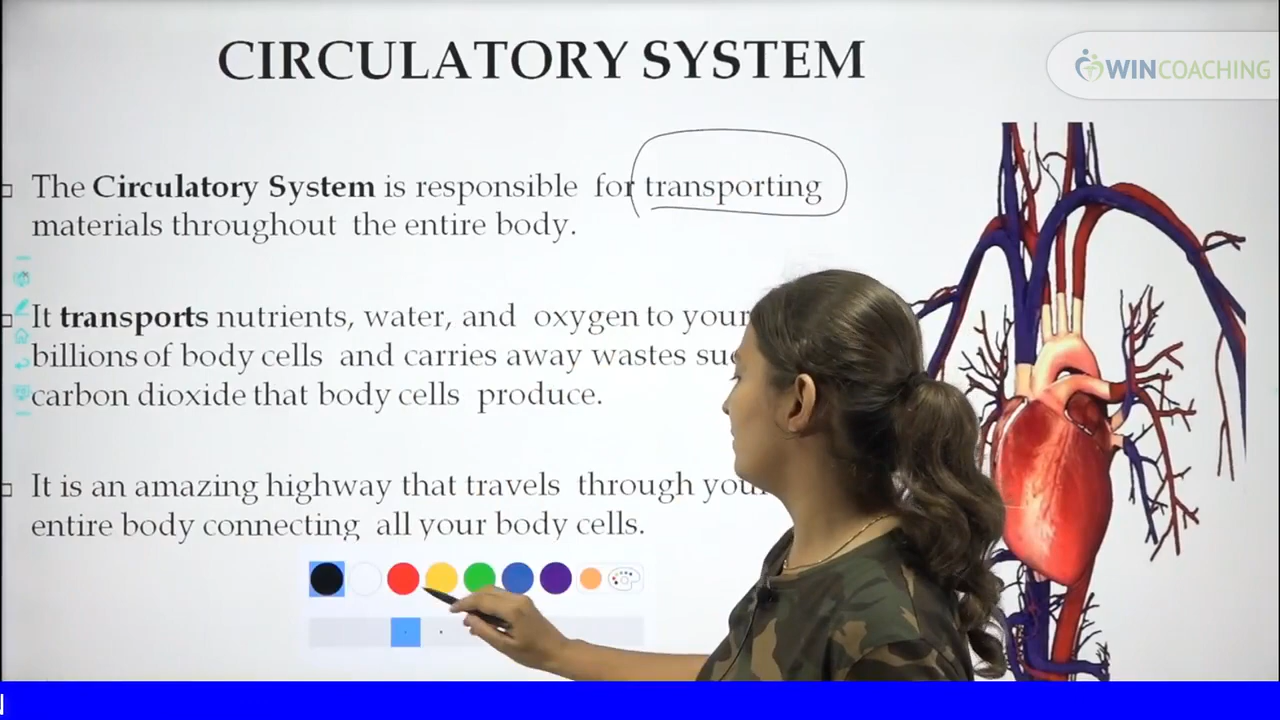 CIRCULATORY SYSTEM
WINCOACHING
The Circulatory System is responsible for transporting
materials throughout the entire body.
It transports nutrients, water, and oxygen to your
billions of body cells and carries away wastes
carbon dioxide that body cells produce.
It is an amazing highway that travels through
entire body connecting all your body cells.